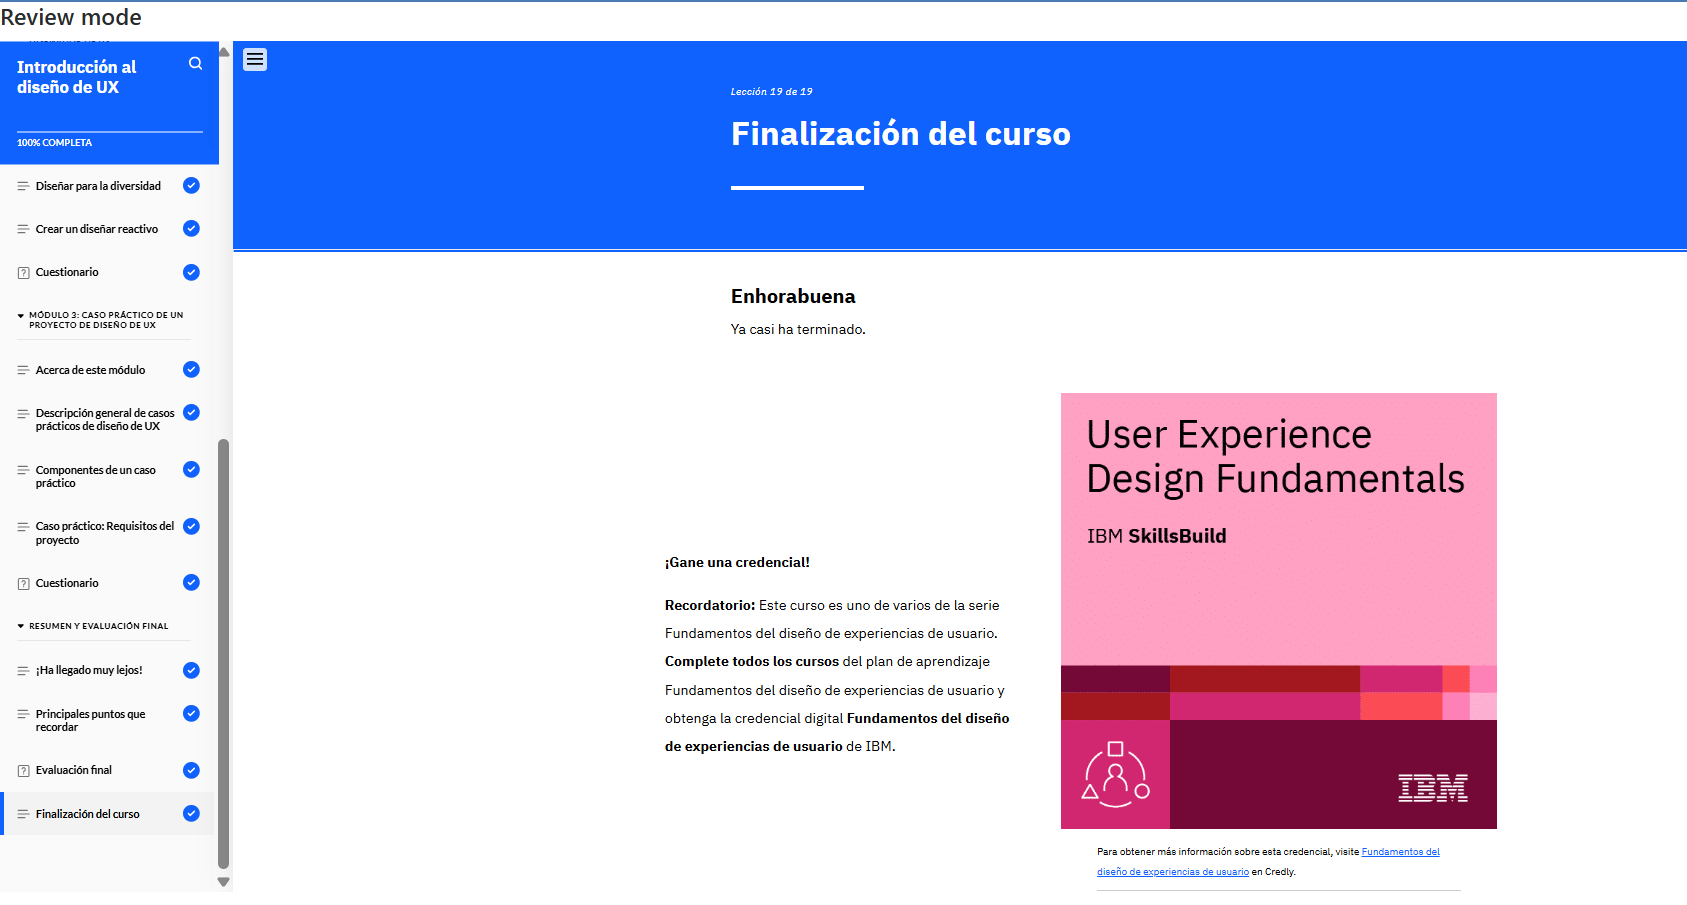 Review mode
Introducción al
diseño de UX
100% COMPLETA
Diseñar para la diversidad
Crear un diseñar reactivo
Cuestionario
MÓDULO 3: CASO PRÁCTICO DE UN
PROYECTO DE DISEÑO DE UX
Acerca de este módulo
Descripción general de casos
prácticos de diseño de UX
Componentes de un caso
práctico
Caso práctico: Requisitos del
proyecto
Cuestionario
RESUMEN Y EVALUACIÓN FINAL
¡Ha llegado muy lejos!
Principales puntos que
recordar
Evaluación final
Finalización del curso
Lección 19 de 19
Finalización del curso
Enhorabuena
Ya casi ha terminado.
¡Gane una credencial!
Recordatorio: Este curso es uno de varios de la serie
Fundamentos del diseño de experiencias de usuario.
Complete todos los cursos del plan de aprendizaje
Fundamentos del diseño de experiencias de usuario y
obtenga la credencial digital Fundamentos del diseño
de experiencias de usuario de IBM.
User Experience
Design Fundamentals
IBM SkillsBuild
IBM
Para obtener más información sobre esta credencial, visite Fundamentos del
diseño de experiencias de usuario en Credly.